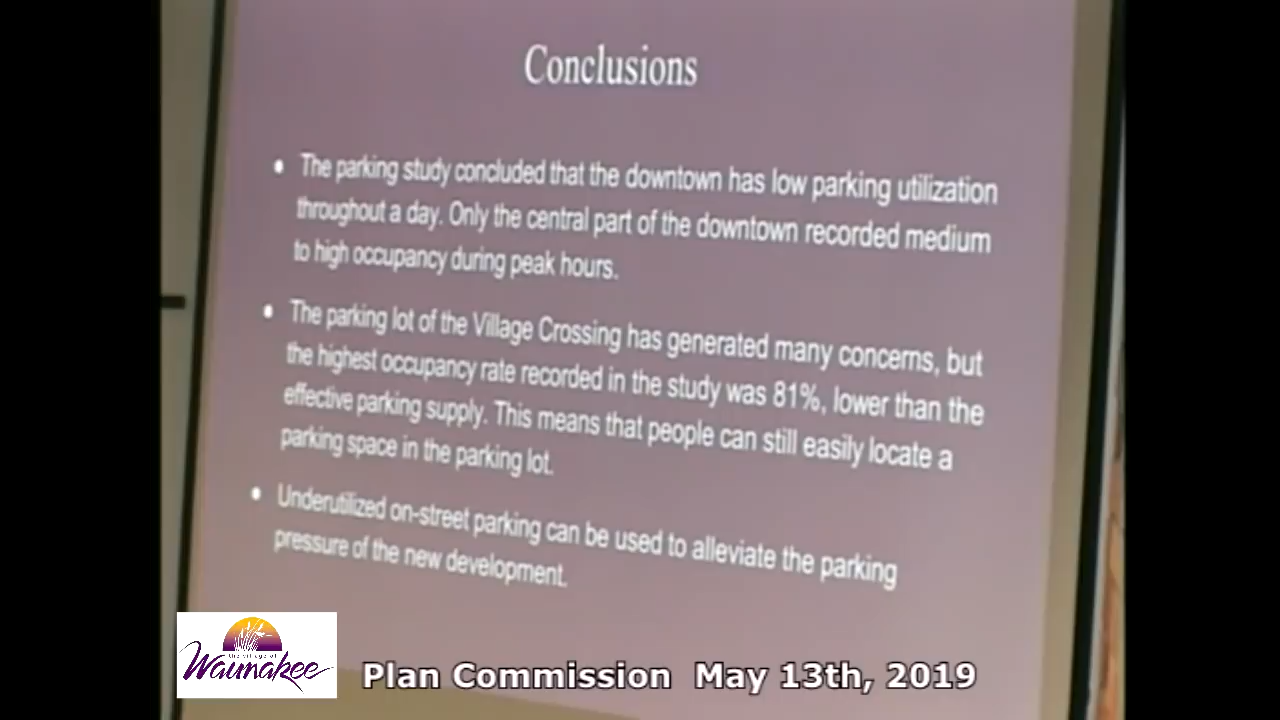 Conclusions
• The parking study concluded that the downtown has low parking utilization
throughout a day. Only the central part of the downtown recorded medium
to high occupancy during peak hours.
• The parking lot of the Village Crossing has generated many concerns, but
the highest occupancy rate recorded in the study was 81%, lower than the
effective parking supply. This means that people can still easily locate a
parking space in the parking lot.
• Underutilized on-street parking can be used to alleviate the parking
pressure of the new development.
the village of
Waunakee
Plan Commission May 13th, 2019